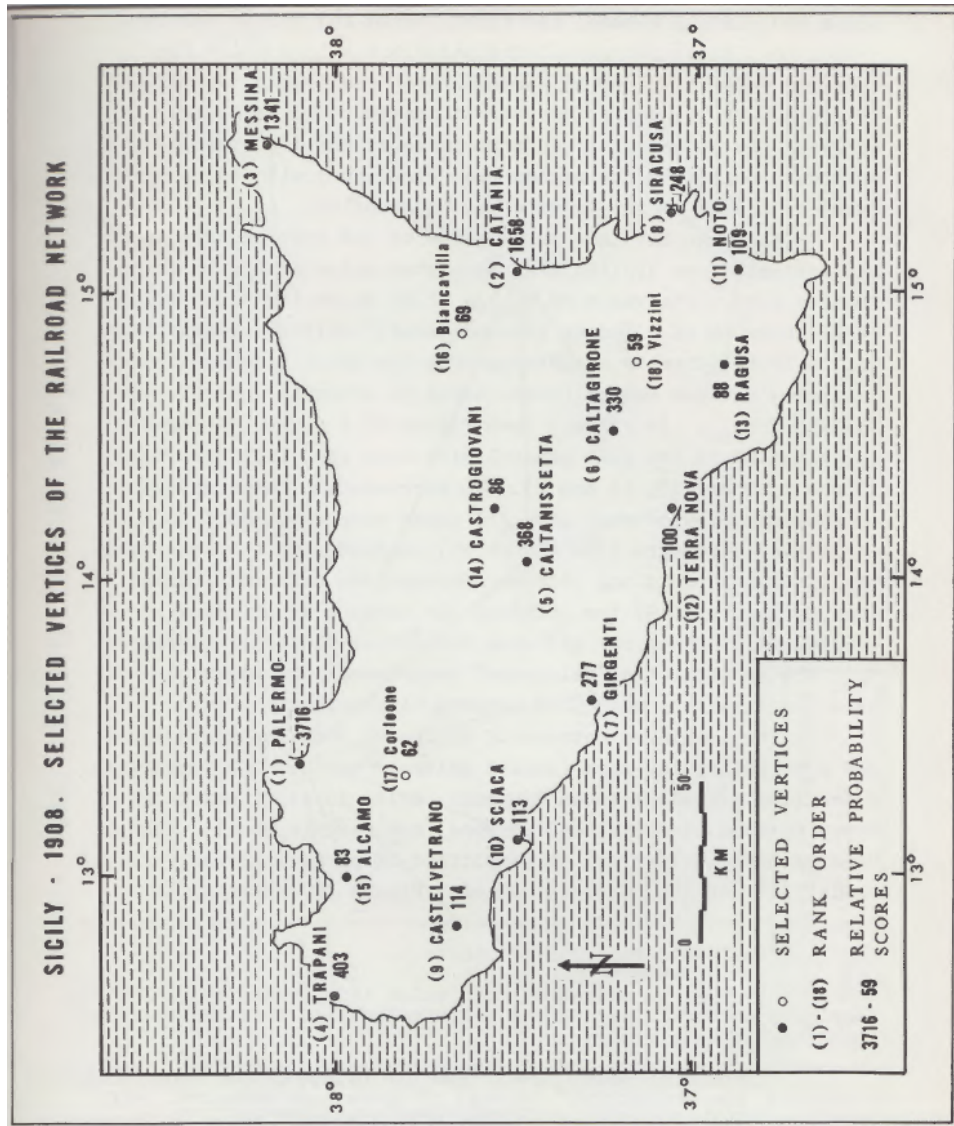 SICILY - 1908. SELECTED VERTICES OF THE RAILROAD NETWORK
13°
14°
15°
38
38
37
37
(3) MESSINA
1341
(1) PALERMO
3716
(4) TRAPANI
403
(15) ALCAMO
83
(17) Corleone
62
(9) CASTELVETRANO
114
(10) SCIACA
113
(16) Biancavilla
69
(2) CATANIA
1658
(14) CASTROGIOVANI
86
368
(5) CALTANISSETTA
(6) CALTAGIRONE
330
277
(7) GIRGENTI
59
(18) Vizzini
(8) SIRACUSA
248
(11) NOTO
109
88
(13) RAGUSA
100
(12) TERRA NOVA
N
0
50
KM
SELECTED VERTICES
(1)-(18) RANK ORDER
3716 - 59 RELATIVE PROBABILITY
SCORES